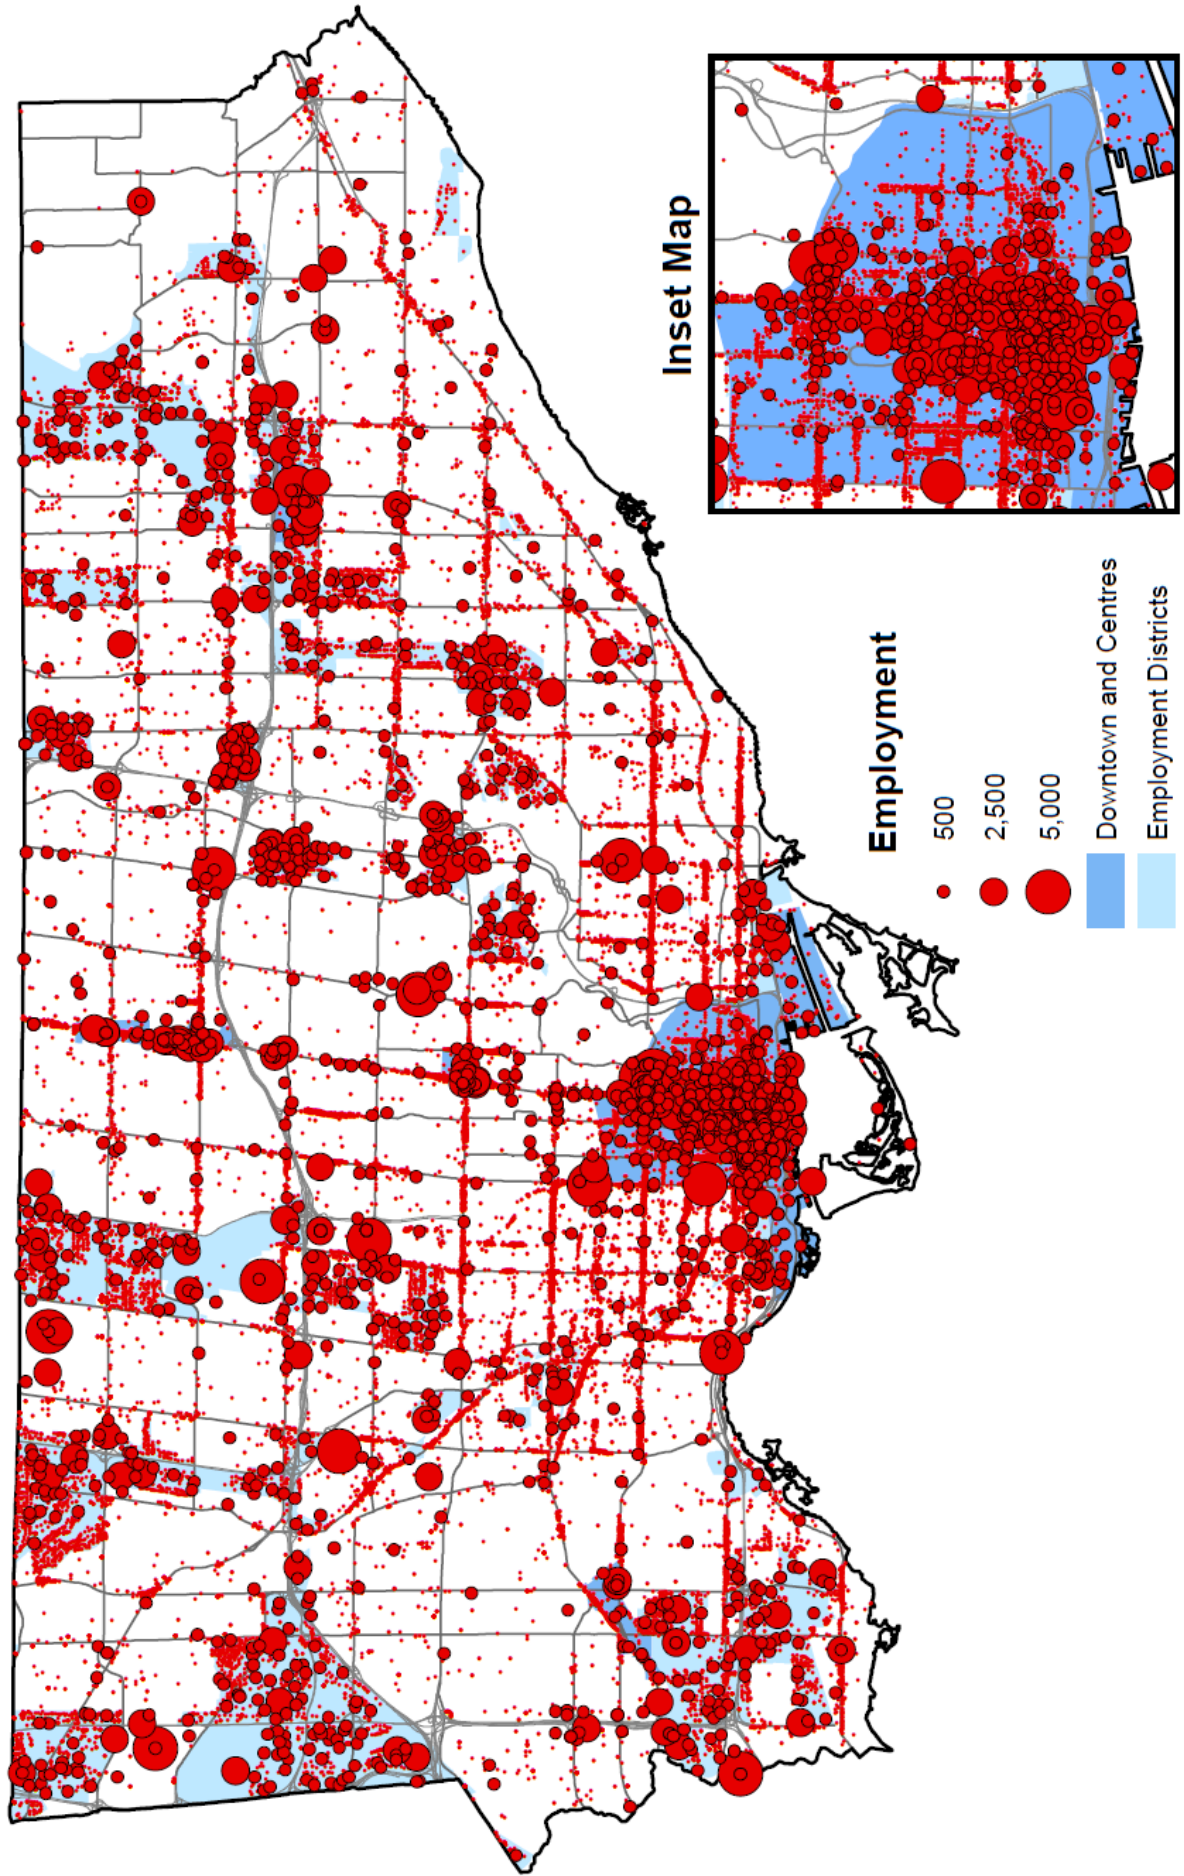 Inset Map
Employment
500
2,500
5,000
Downtown and Centres
Employment Districts